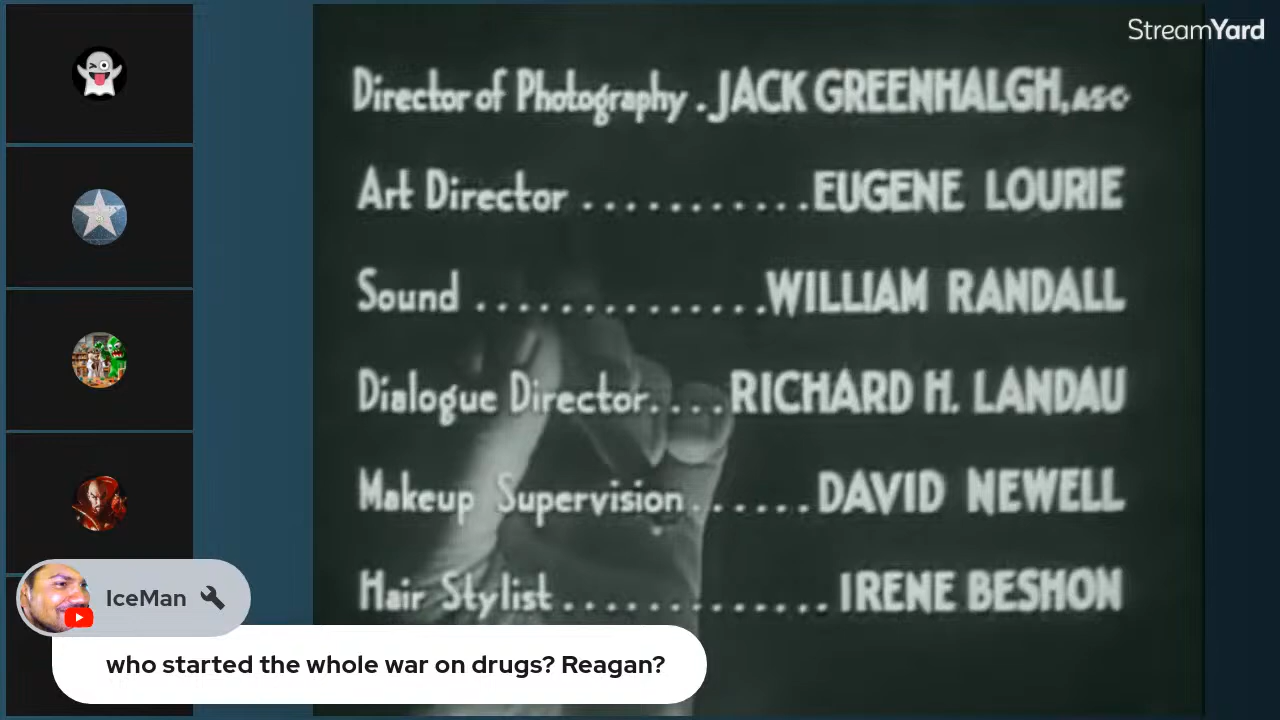 StreamYard
Director of Photography . JACK GREENHALGH, ASC
Art Director ........... EUGENE LOURIE
Sound .............. WILLIAM RANDALL
Dialogue Director.... RICHARD H. LANDAU
Makeup Supervision...... DAVID NEWELL
Hair Stylist............. IRENE BESHON
IceMan
who started the whole war on drugs? Reagan?